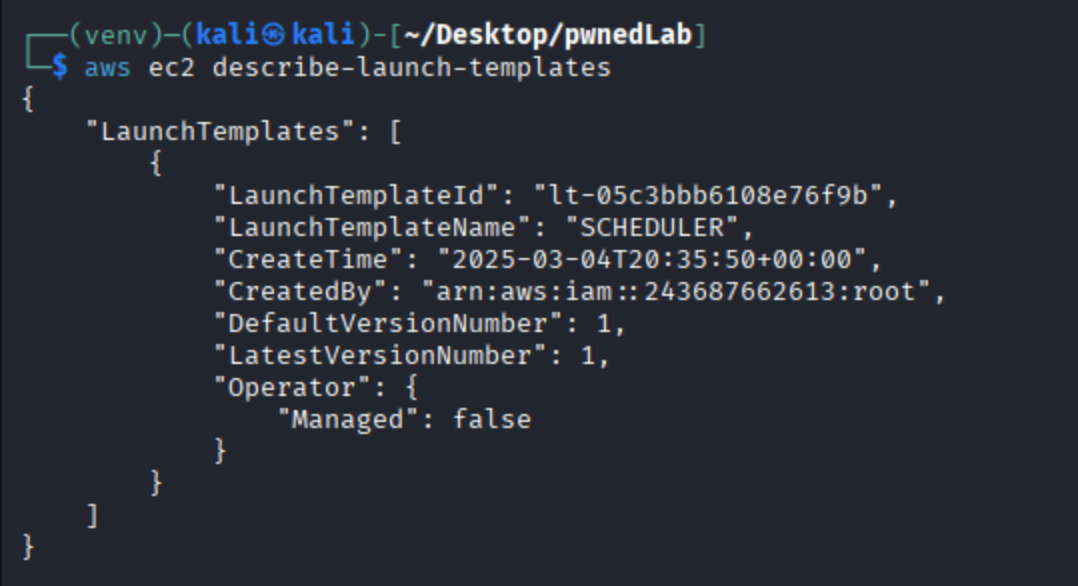 ┌──(venv)─(kali㉿kali)-[~/Desktop/pwnedLab]
└─$ aws ec2 describe-launch-templates
{
    "LaunchTemplates": [
        {
            "LaunchTemplateId": "lt-05c3bbb6108e76f9b",
            "LaunchTemplateName": "SCHEDULER",
            "CreateTime": "2025-03-04T20:35:50+00:00",
            "CreatedBy": "arn:aws:iam::243687662613:root",
            "DefaultVersionNumber": 1,
            "LatestVersionNumber": 1,
            "Operator": {
                "Managed": false
            }
        }
    ]
}